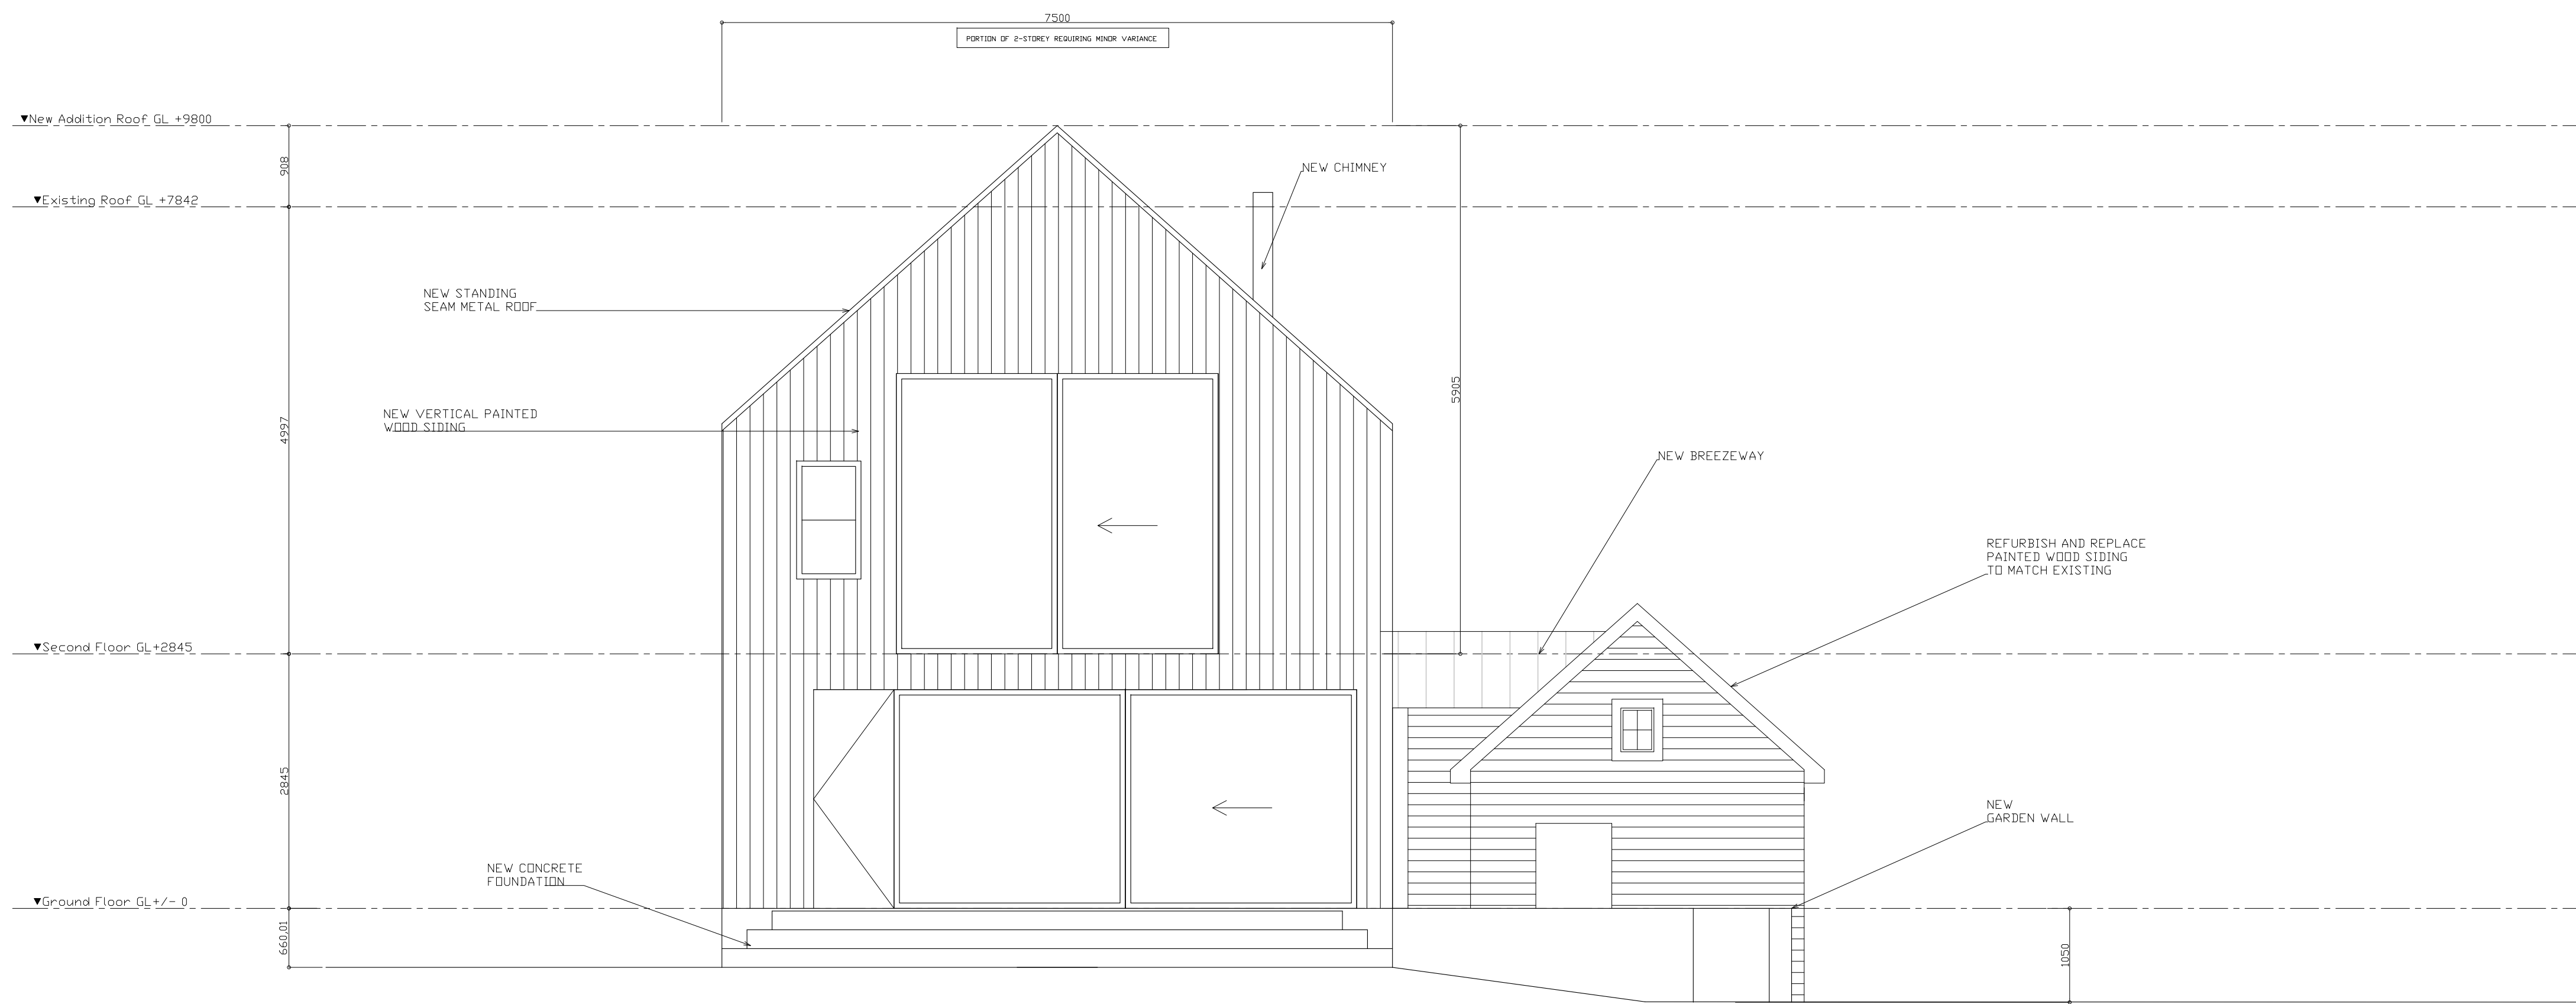 7500
PORTION OF 2-STOREY REQUIRING MINOR VARIANCE
▼New Addition Roof GL +9800
908
NEW CHIMNEY
▼Existing Roof GL +7842
NEW STANDING
SEAM METAL ROOF
5905
NEW VERTICAL PAINTED
WOOD SIDING
4997
NEW BREEZEWAY
REFURBISH AND REPLACE
PAINTED WOOD SIDING
TO MATCH EXISTING
▼Second Floor GL+2845
2845
NEW
GARDEN WALL
NEW CONCRETE
FOUNDATION
▼Ground Floor GL+/- 0
660.01
1050